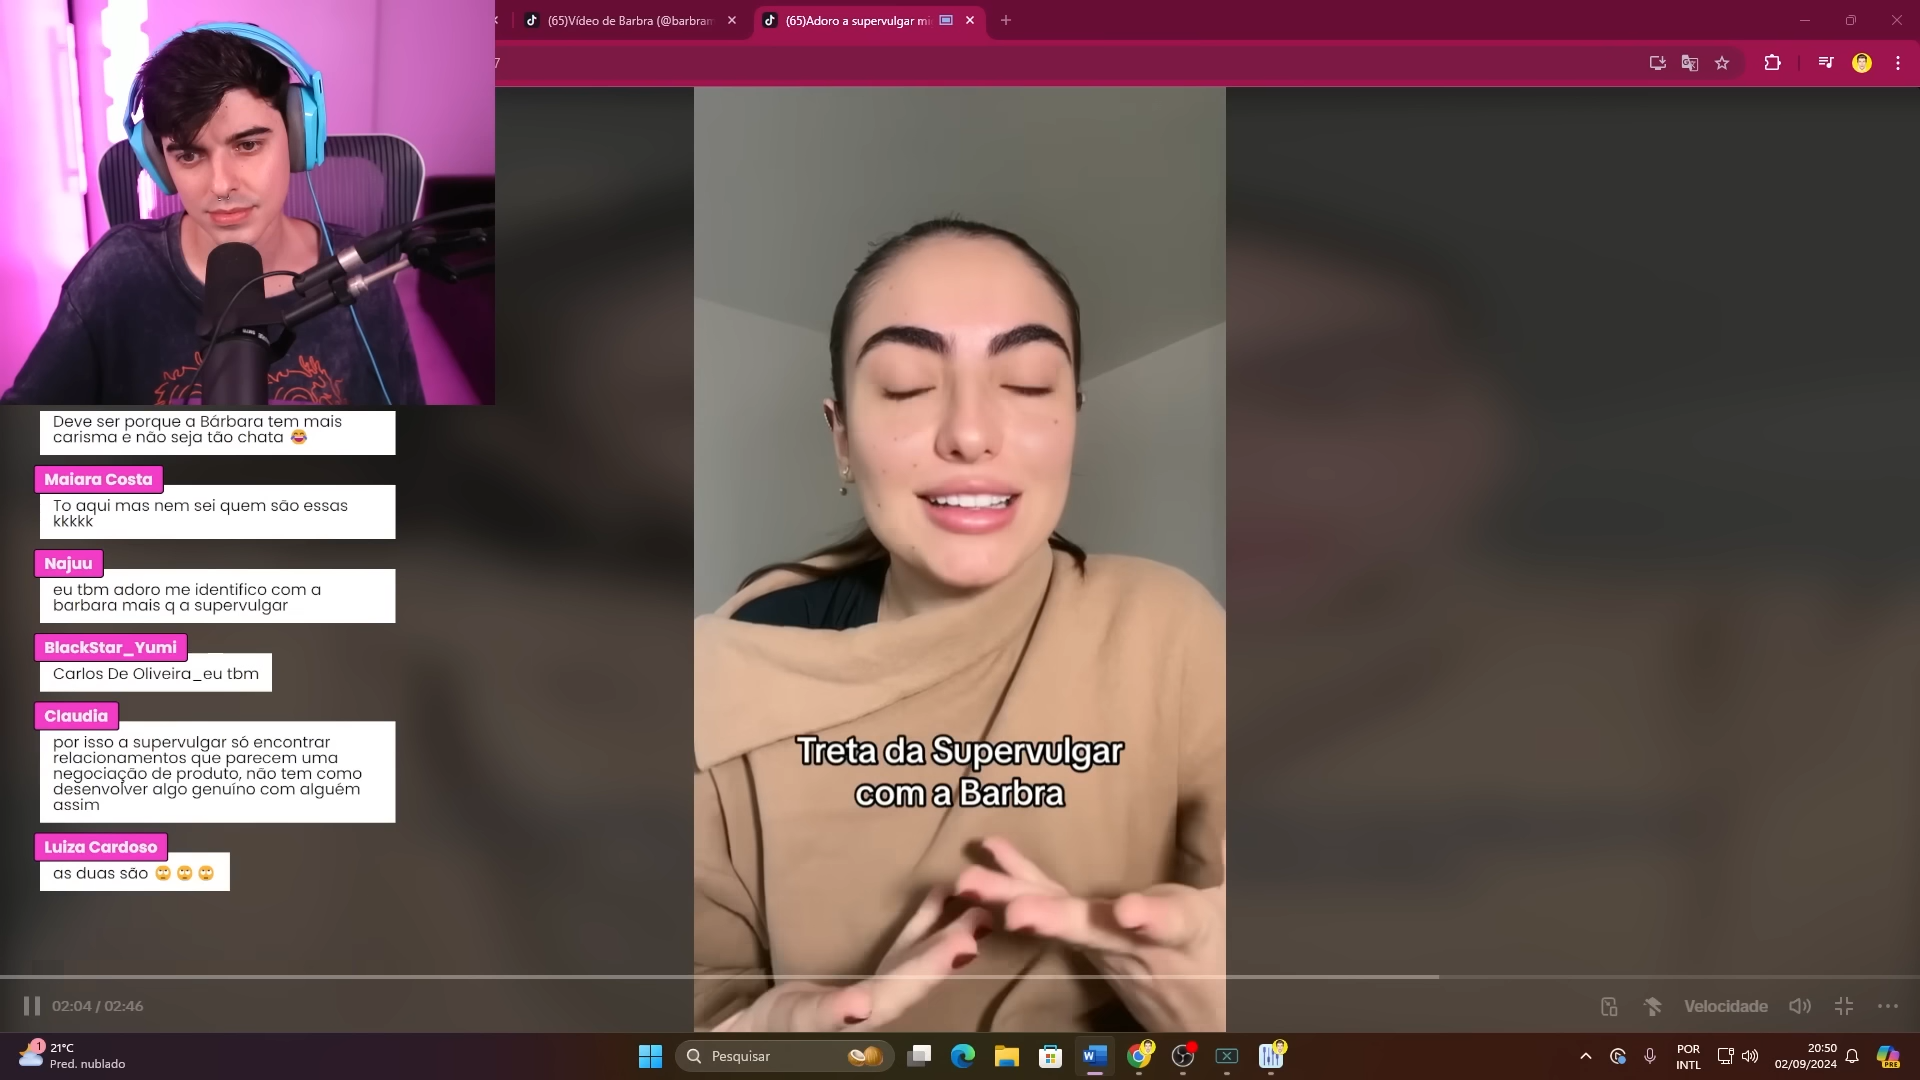 (65)Vídeo de Barbra (@barbram
(65)Adoro a supervulgar mi
7
Deve ser porque a Bárbara tem mais
carisma e não seja tão chata 😂
Maiara Costa
To aqui mas nem sei quem são essas
kkkkk
Najuu
eu tbm adoro me identifico com a
barbara mais q a supervulgar
BlackStar_Yumi
Carlos De Oliveira_eu tbm
Claudia
por isso a supervulgar só encontrar
relacionamentos que parecem uma
negociação de produto, não tem como
desenvolver algo genuíno com alguém
assim
Luiza Cardoso
as duas são 🙄 🙄 🙄
Treta da Supervulgar
com a Barbra
02:04 / 02:46
Velocidade
1
21°C
Pred. nublado
Pesquisar
POR
INTL
20:50
02/09/2024
PRE